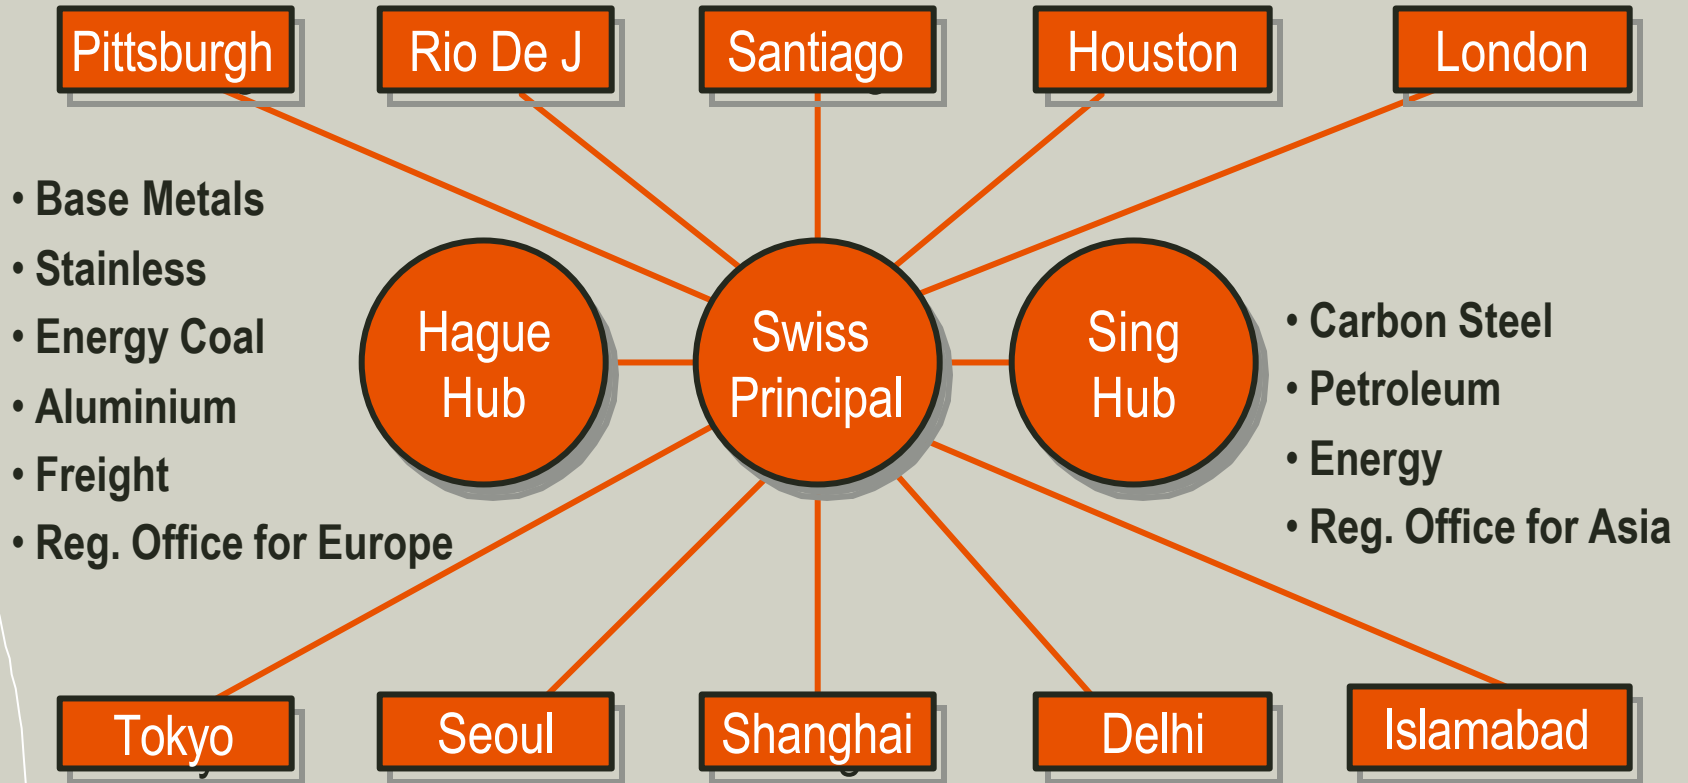 Pittsburgh
Rio De J
Santiago
Houston
London
• Base Metals
• Stainless
• Energy Coal
• Aluminium
• Freight
• Reg. Office for Europe
Hague
Hub
Swiss
Principal
Sing
Hub
• Carbon Steel
• Petroleum
• Energy
• Reg. Office for Asia
Tokyo
Seoul
Shanghai
Delhi
Islamabad